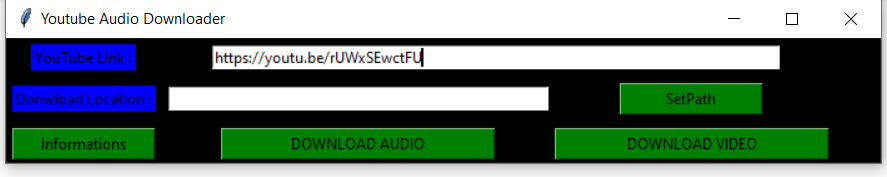 Youtube Audio Downloader
YouTube Link : https://youtu.be/rUWxSEwctFU
Donwload Location : SetPath
Informations DOWNLOAD AUDIO DOWNLOAD VIDEO